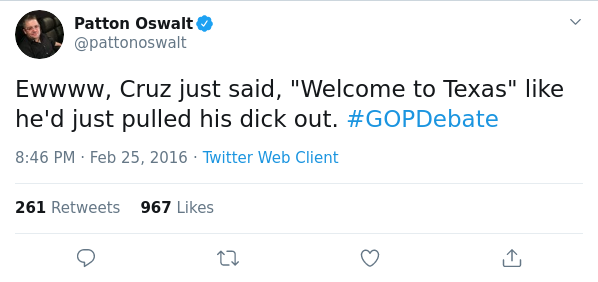 Patton Oswalt
@pattonoswalt
Ewwww, Cruz just said, "Welcome to Texas" like
he'd just pulled his dick out. #GOPDebate
8:46 PM · Feb 25, 2016 · Twitter Web Client
261 Retweets 967 Likes